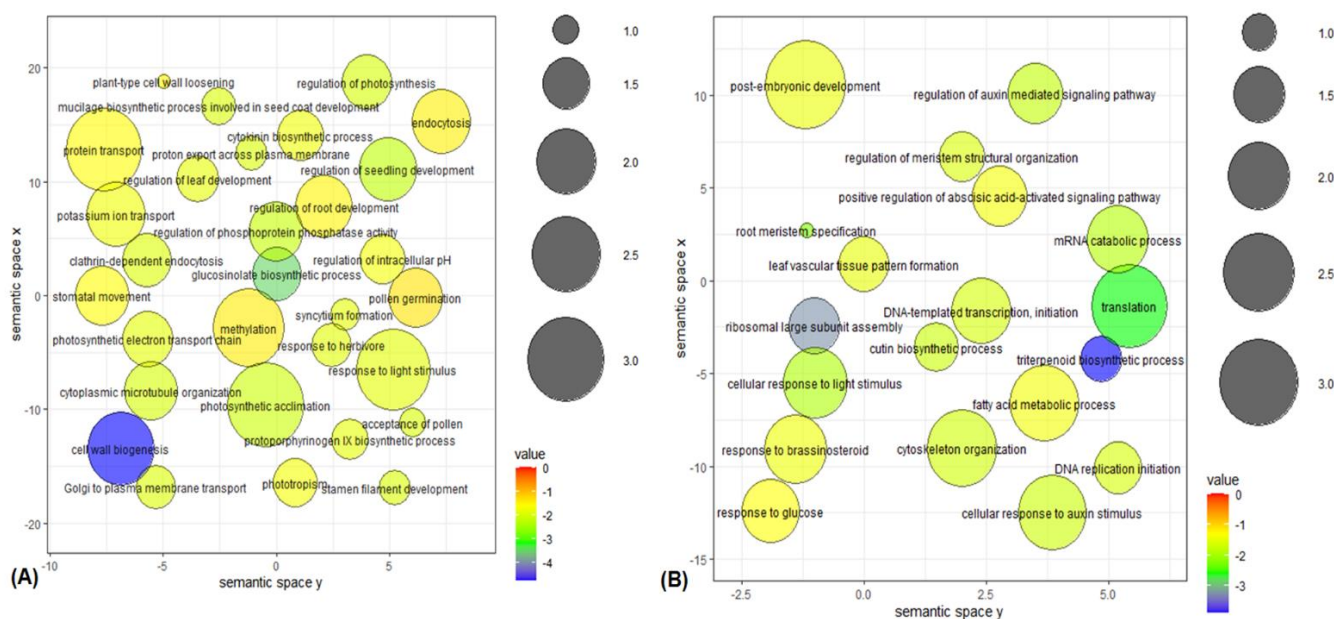 (A)
semantic space x
20
10
0
-10
-20
plant-type cell wall loosening
regulation of photosynthesis
mucilage biosynthetic process involved in seed coat development
endocytosis
cytokinin biosynthetic process
protein transport
proton export across plasma membrane
regulation of seedling development
regulation of leaf development
regulation of root development
potassium ion transport
regulation of phosphoprotein phosphatase activity
clathrin-dependent endocytosis
regulation of intracellular pH
glucosinolate biosynthetic process
stomatal movement
pollen germination
syncytium formation
methylation
photosynthetic electron transport chain
response to herbivore
response to light stimulus
cytoplasmic microtubule organization
photosynthetic acclimation
acceptance of pollen
protoporphyrinogen IX biosynthetic process
cell wall biogenesis
Golgi to plasma membrane transport
phototropism
stamen filament development
-10
-5
0
5
semantic space y
1.0
1.5
2.0
2.5
3.0
value
0
-1
-2
-3
-4
(B)
semantic space x
10
5
0
-5
-10
-15
post-embryonic development
regulation of auxin mediated signaling pathway
regulation of meristem structural organization
positive regulation of abscisic acid-activated signaling pathway
root meristem specification
mRNA catabolic process
leaf vascular tissue pattern formation
DNA-templated transcription, initiation
translation
ribosomal large subunit assembly
cutin biosynthetic process
triterpenoid biosynthetic process
cellular response to light stimulus
fatty acid metabolic process
response to brassinosteroid
cytoskeleton organization
DNA replication initiation
response to glucose
cellular response to auxin stimulus
-2.5
0.0
2.5
5.0
semantic space y
1.0
1.5
2.0
2.5
3.0
value
0
-1
-2
-3